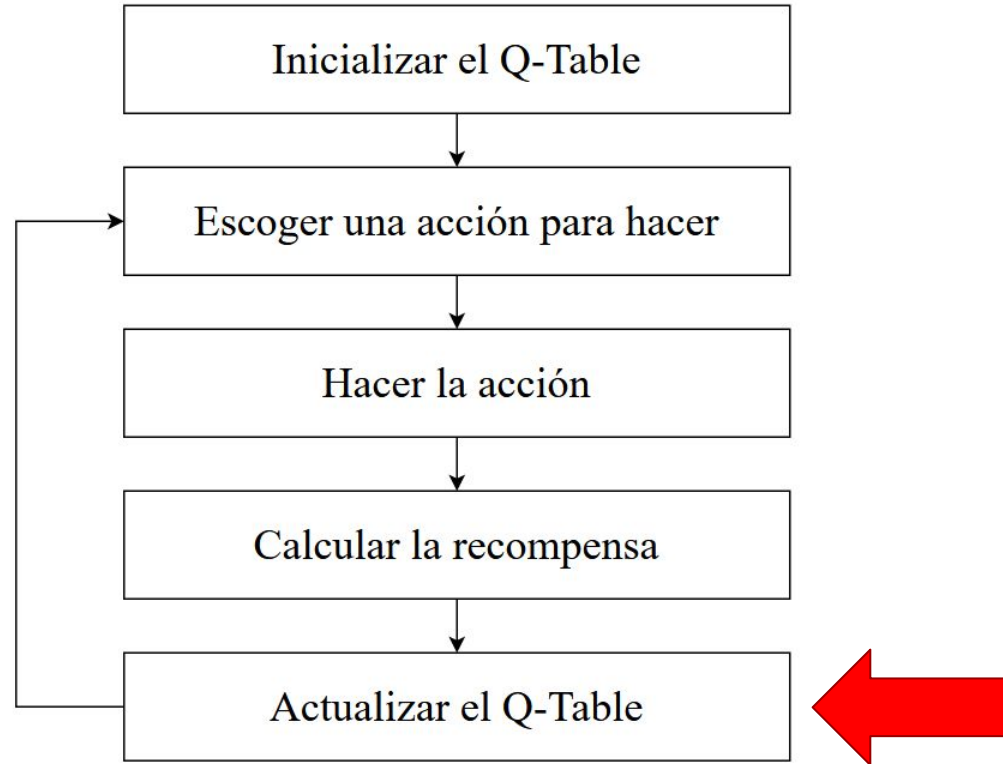 Inicializar el Q-Table
Escoger una acción para hacer
Hacer la acción
Calcular la recompensa
Actualizar el Q-Table